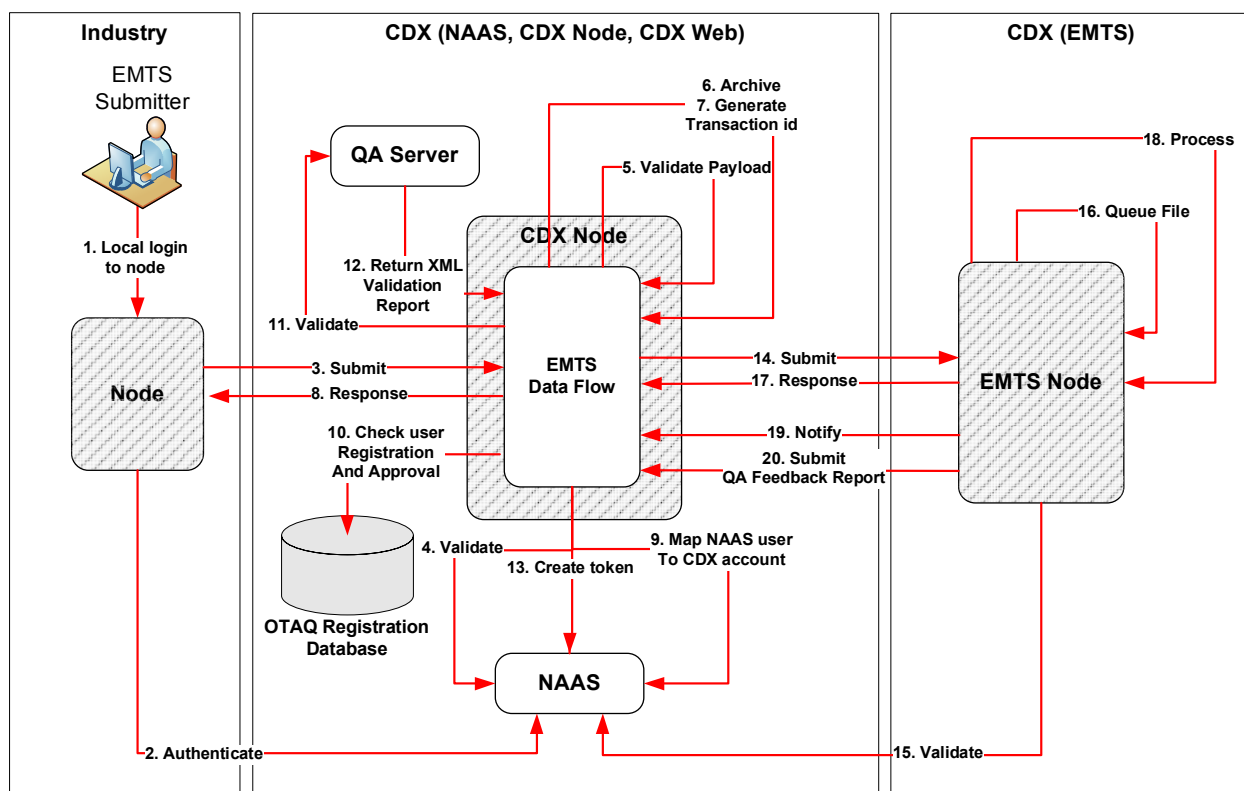 Industry
CDX (NAAS, CDX Node, CDX Web)
CDX (EMTS)
EMTS
Submitter
1. Local login
to node
Node
2. Authenticate
3. Submit
8. Response
QA Server
11. Validate
12. Return XML
Validation
Report
6. Archive
7. Generate
Transaction id
5. Validate Payload
CDX Node
EMTS
Data Flow
10. Check user
Registration
And Approval
OTAQ Registration
Database
4. Validate
13. Create token
9. Map NAAS user
To CDX account
NAAS
14. Submit
17. Response
19. Notify
20. Submit
QA Feedback Report
18. Process
16. Queue File
EMTS Node
15. Validate